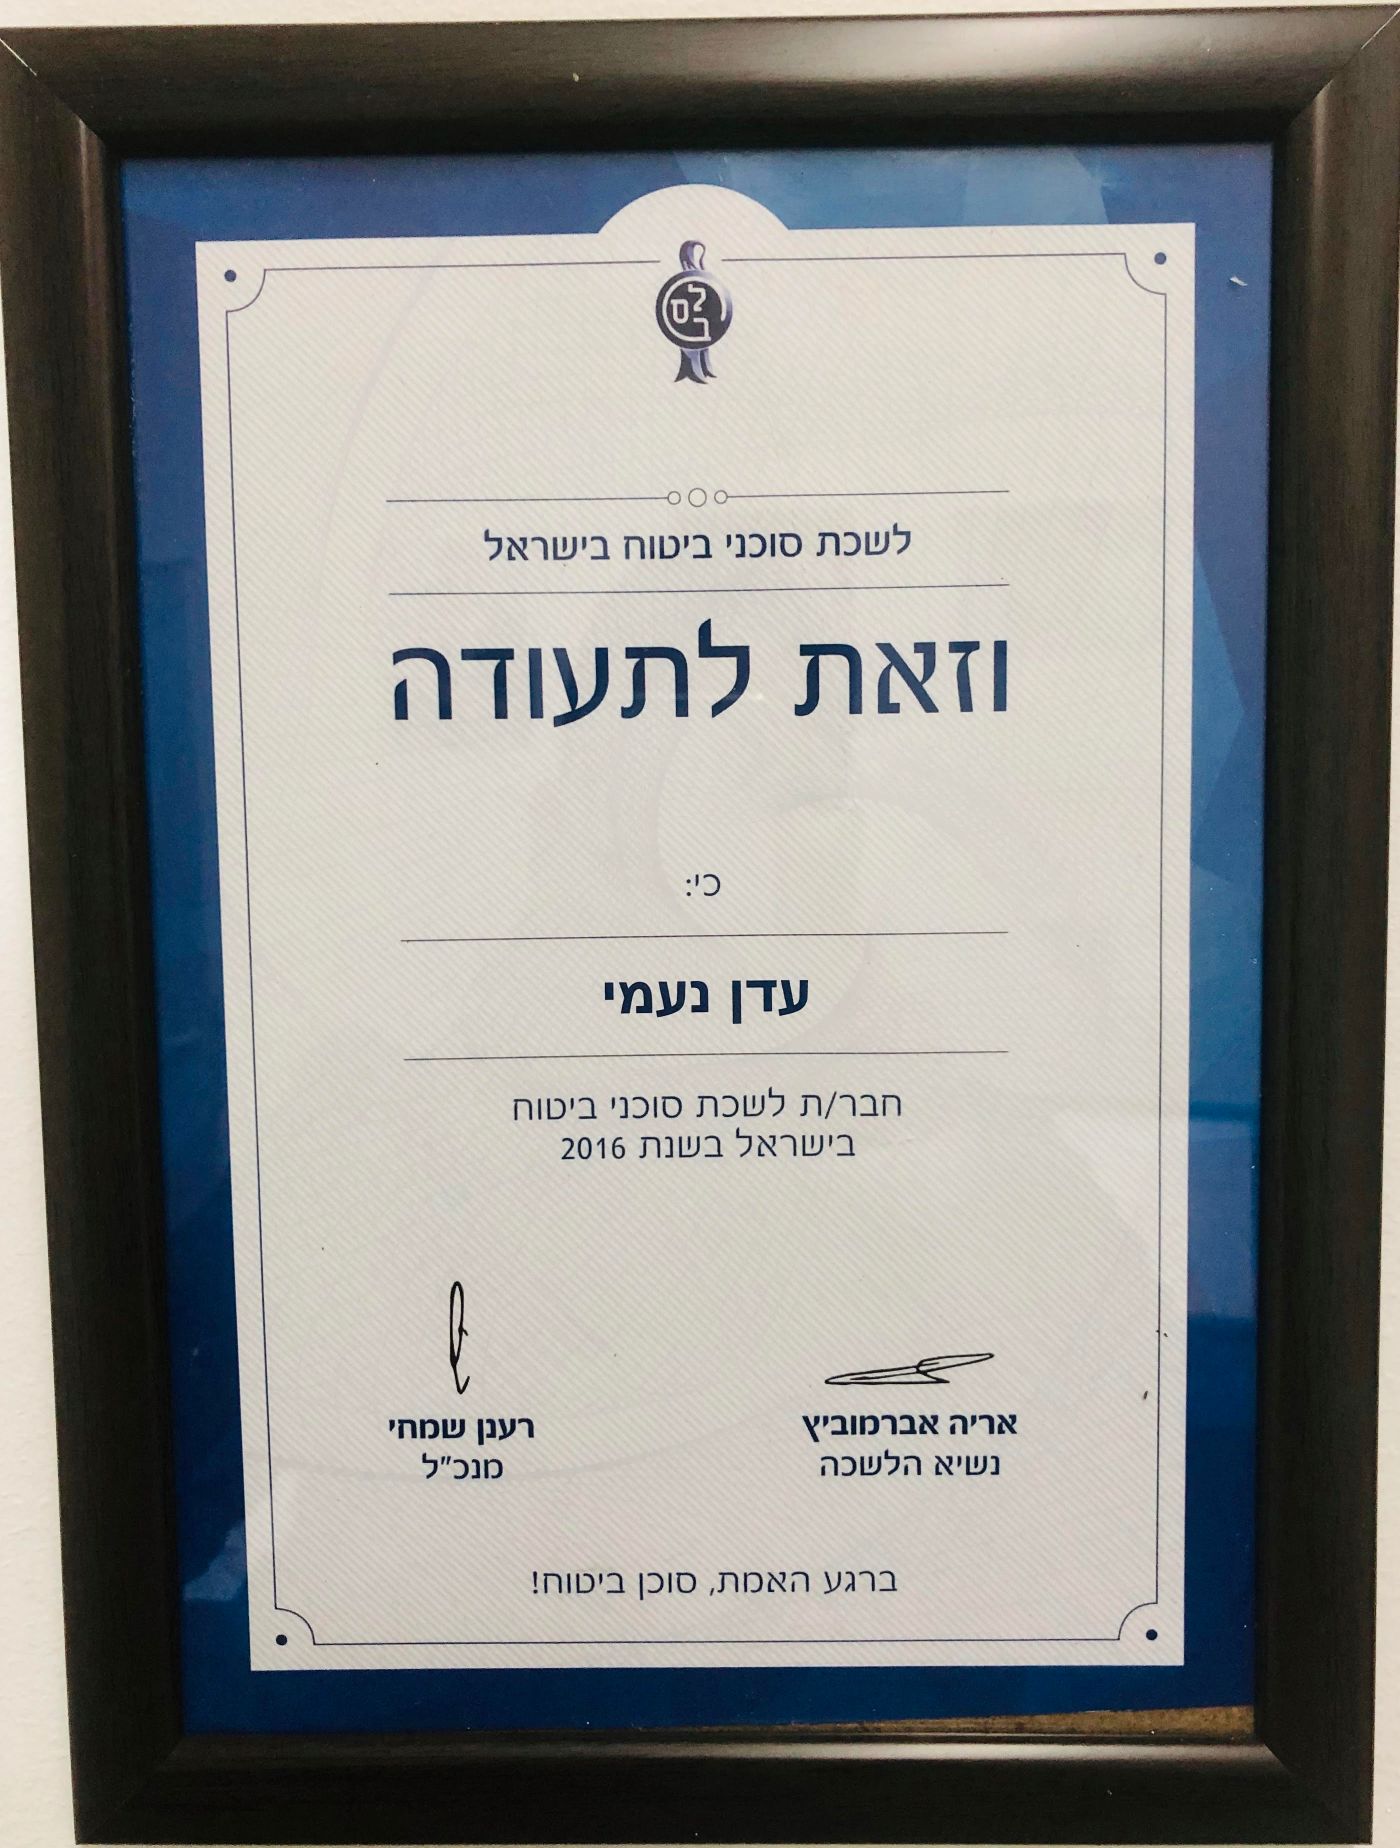 לסב
לשכת סוכני ביטוח בישראל
וזאת לתעודה
כי:
עדן נעמי
חבר/ת לשכת סוכני ביטוח
בישראל בשנת 2016
אריה אברמוביץ
נשיא הלשכה
רענן שמחי
מנכ"ל
ברגע האמת, סוכן ביטוח!